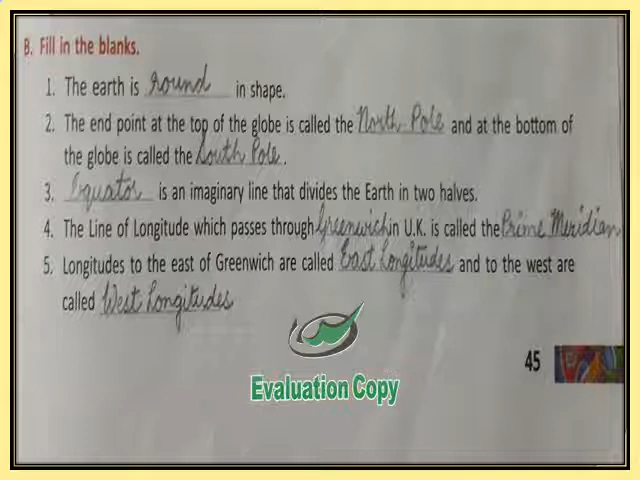 B. Fill in the blanks.
1. The earth is round in shape.
2. The end point at the top of the globe is called the North Pole and at the bottom of
the globe is called the South Pole.
3. Equator is an imaginary line that divides the Earth in two halves.
4. The Line of Longitude which passes through Greenwich in U.K. is called the Prime Meridian
5. Longitudes to the east of Greenwich are called East Longitudes and to the west are
called West Longitudes
Evaluation Copy
45